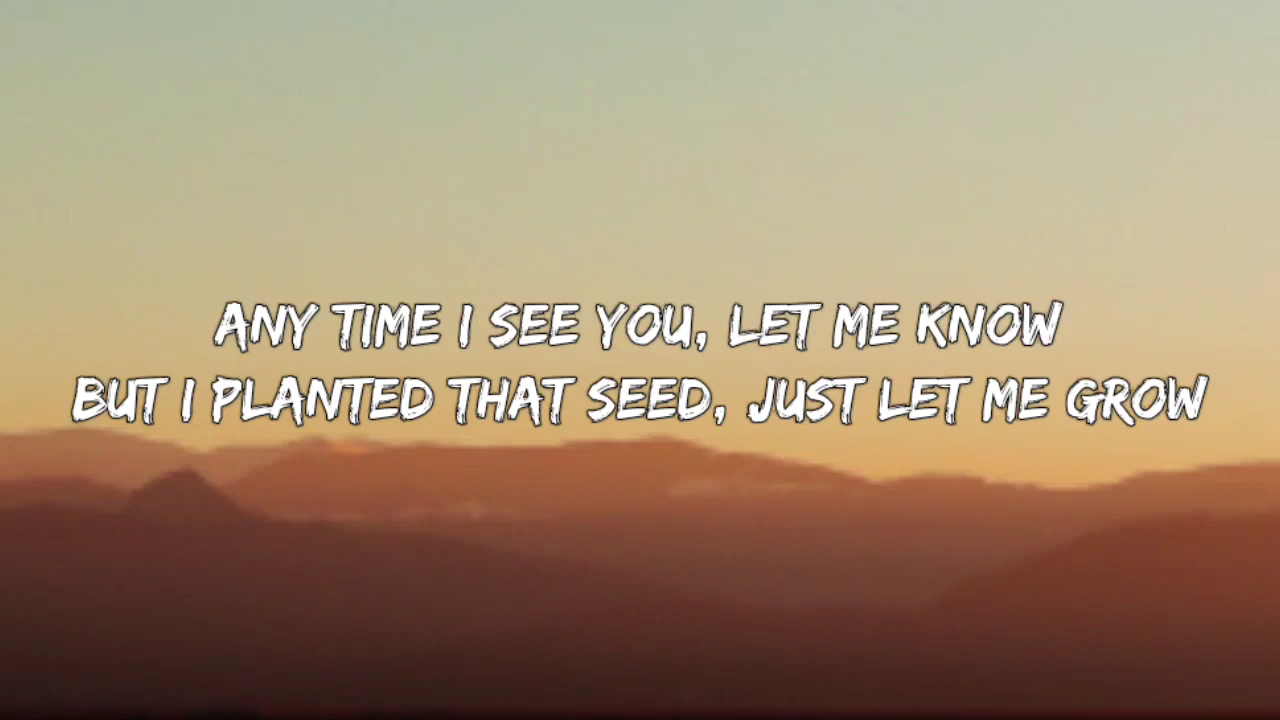 ANY TIME I SEE YOU, LET ME KNOW
BUT I PLANTED THAT SEED, JUST LET ME GROW